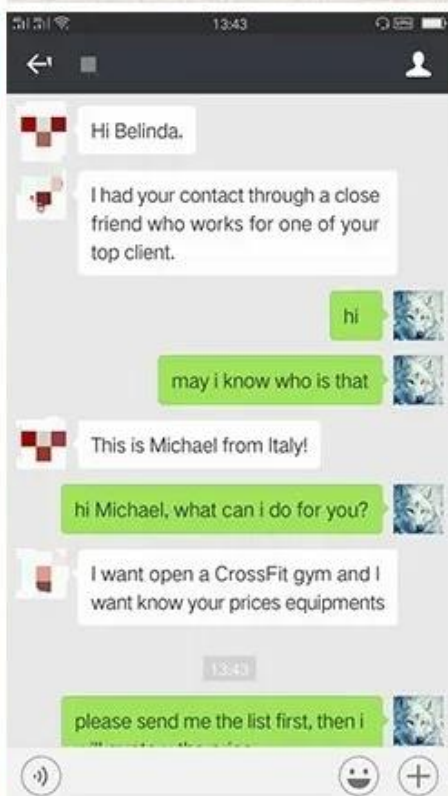 13:43
Hi Belinda.
I had your contact through a close
friend who works for one of your
top client.
hi
may i know who is that
This is Michael from Italy!
hi Michael, what can i do for you?
I want open a CrossFit gym and I
want know your prices equipments
13:43
please send me the list first, then i